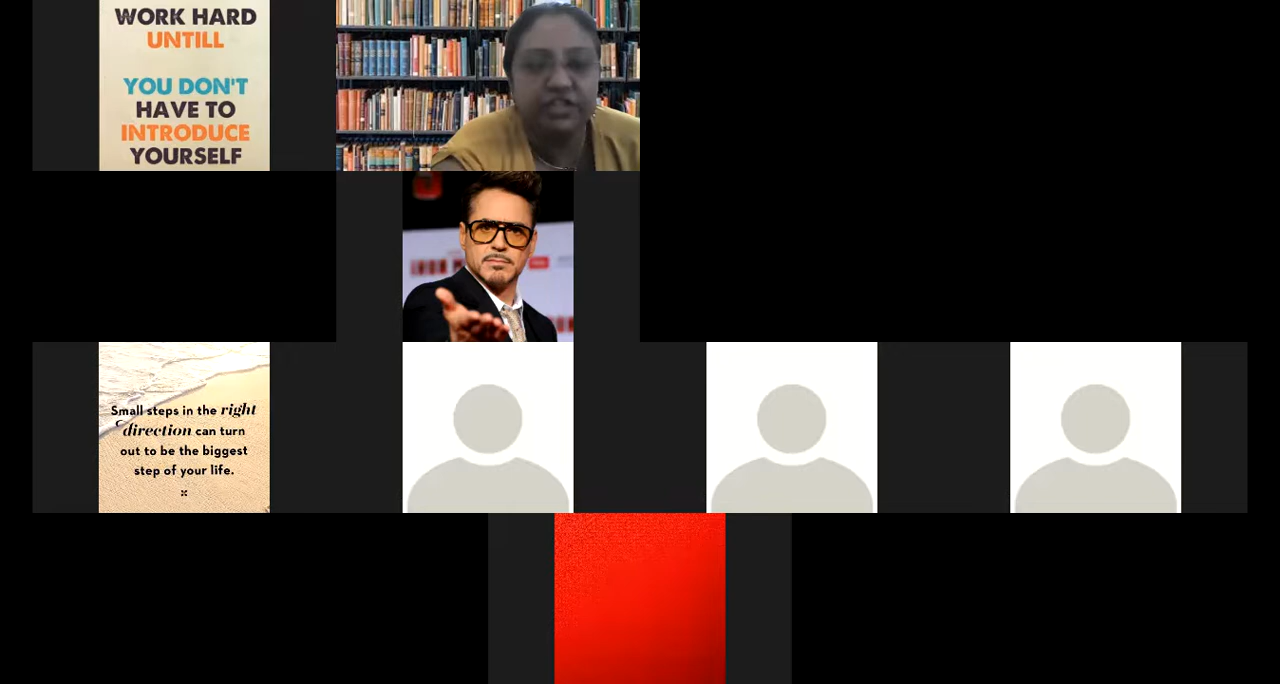 WORK HARD
UNTILL
YOU DON'T
HAVE TO
INTRODUCE
YOURSELF
Small steps in the right
direction can turn
out to be the biggest
step of your life.